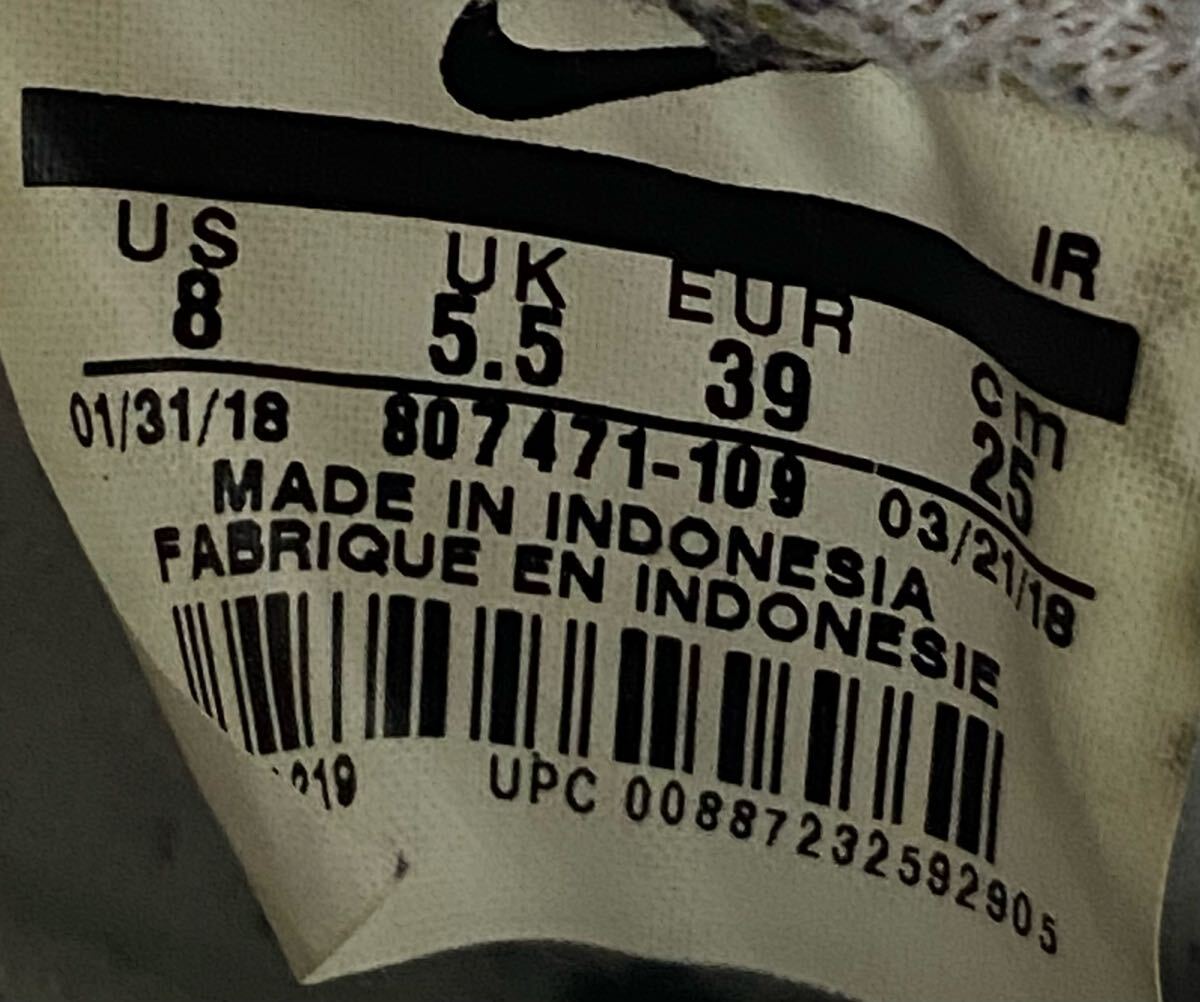 IR
US UK EUR cm
8 5.5 39 25
01/31/18 807471-109 03/21/18
MADE IN INDONESIA
FABRIQUE EN INDONESIE
UPC 00887232592905